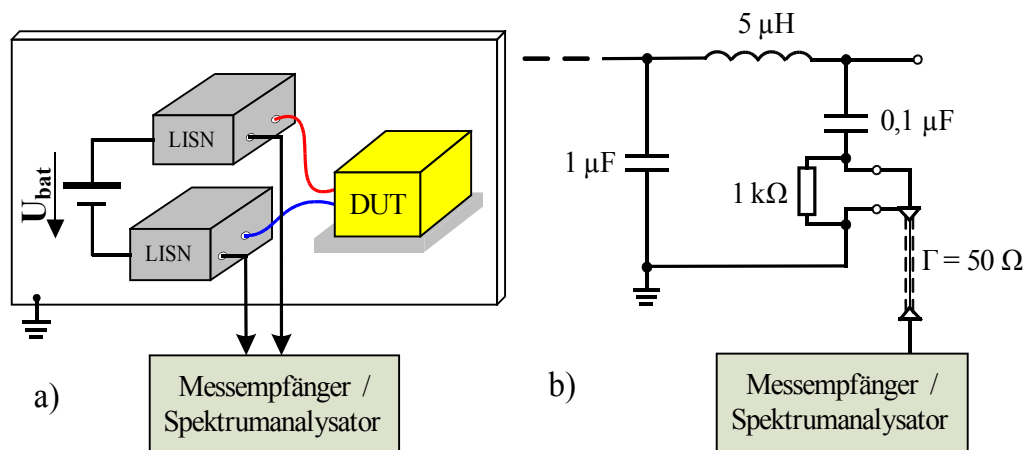 LISN
LISN
U_bat
DUT
Messempfänger /
Spektrumanalysator
a)
5 µH
0,1 µF
1 µF
1 kΩ
Γ = 50 Ω
b)
Messempfänger /
Spektrumanalysator